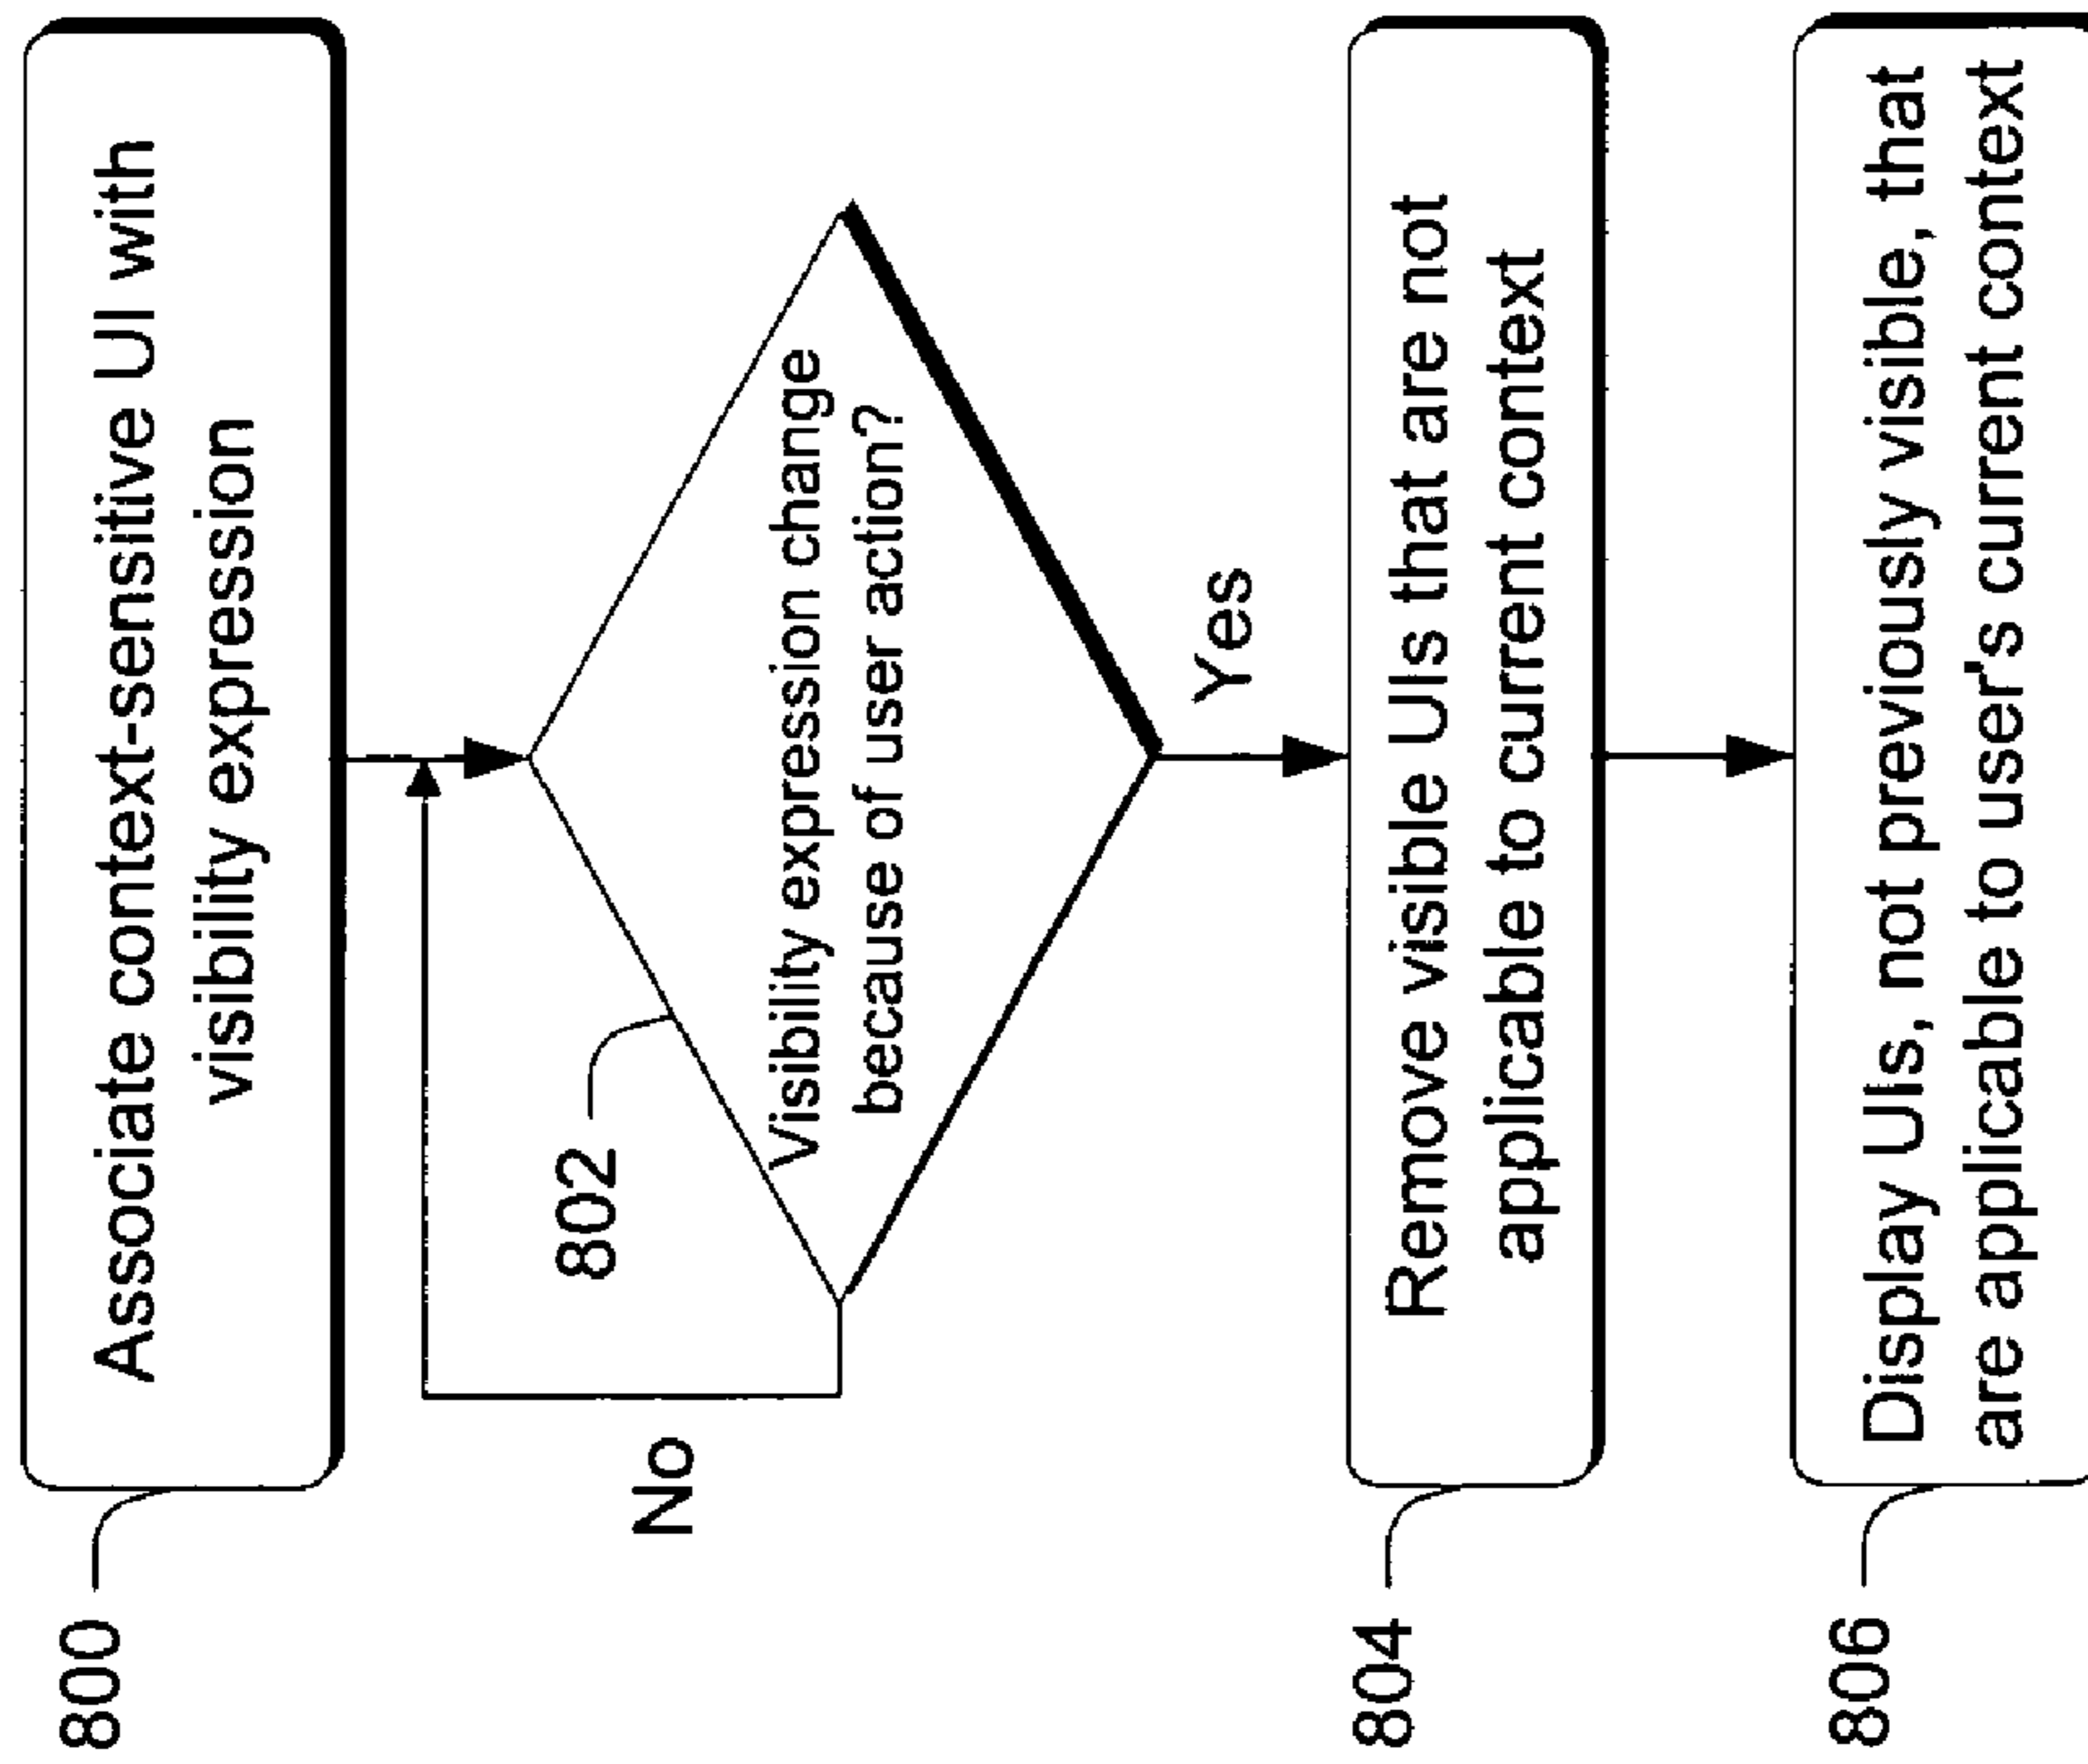 800
Associate context-sensitive UI with
visibility expression
No
802
Visibility expression change
because of user action?
Yes
804
Remove visible UIs that are not
applicable to current context
806
Display UIs, not previously visible, that
are applicable to user's current context